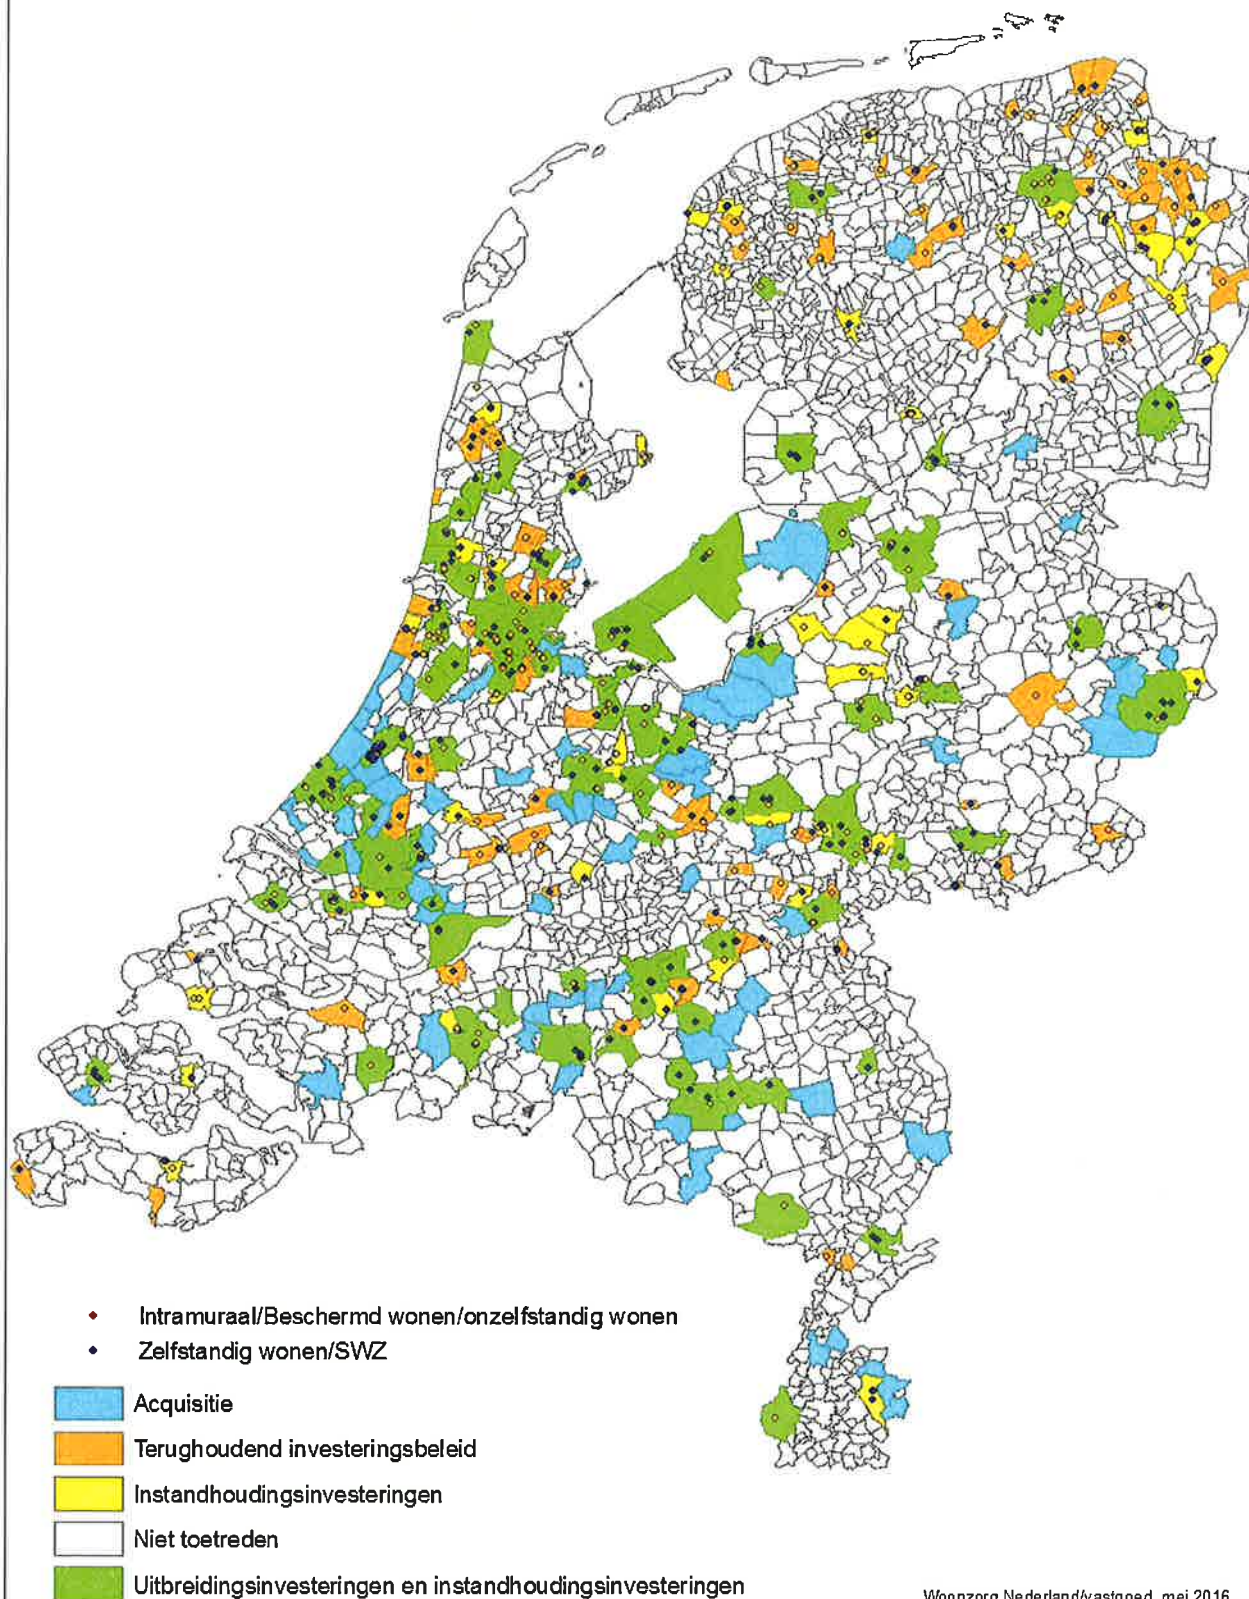 Intramuraal/Beschermd wonen/onzelfstandig wonen
Zelfstandig wonen/SWZ
Acquisitie
Terughoudend investeringsbeleid
Instandhoudingsinvesteringen
Niet toetreden
Uitbreidingsinvesteringen en instandhoudingsinvesteringen
Woonzorg Nederland/vastgoed, mei 2016